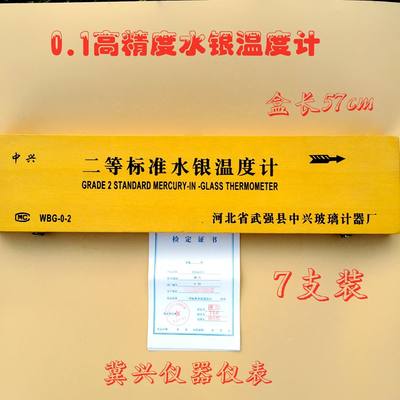 0.1高精度水银温度计
盒长57cm
中兴
二等标准水银温度计
GRADE 2 STANDARD MERCURY-IN-GLASS THERMOMETER
MC
WBG-0-2
河北省武强县中兴玻璃计器厂
检定证书
7支装
冀兴仪器仪表